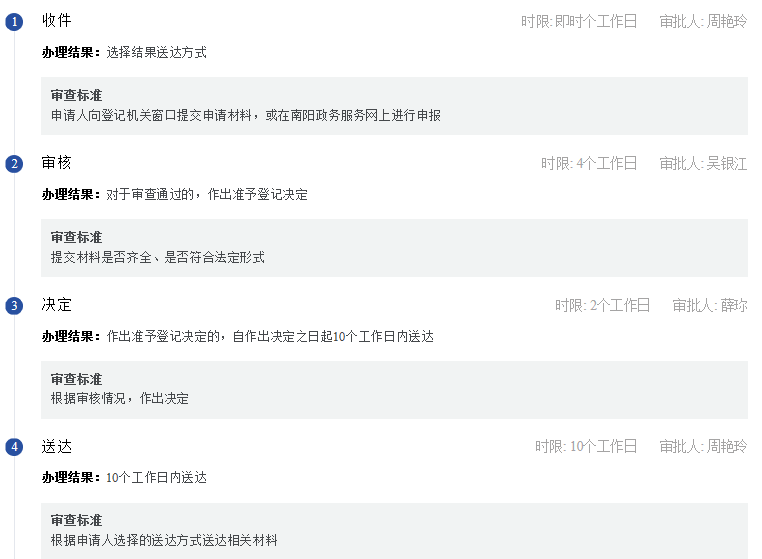 1 收件 时限: 即时个工作日 审批人: 周艳玲
办理结果：选择结果送达方式
审查标准
申请人向登记机关窗口提交申请材料，或在南阳政务服务网上进行申报
2 审核 时限: 4个工作日 审批人: 吴银江
办理结果：对于审查通过的，作出准予登记决定
审查标准
提交材料是否齐全、是否符合法定形式
3 决定 时限: 2个工作日 审批人: 薛珎
办理结果：作出准予登记决定的，自作出决定之日起10个工作日内送达
审查标准
根据审核情况，作出决定
4 送达 时限: 10个工作日 审批人: 周艳玲
办理结果：10个工作日内送达
审查标准
根据申请人选择的送达方式送达相关材料